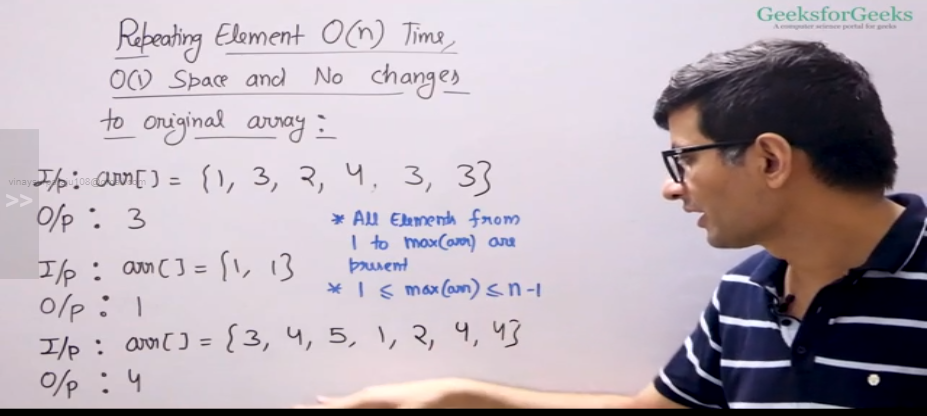 GeeksforGeeks
A computer science portal for geeks
Repeating Element O(n) Time,
O(1) Space and No changes
to original array :
I/p : arr[] = {1, 3, 2, 4, 3, 3}
O/p : 3
* All Elements from
1 to max(arr) are
present
* 1 ≤ max(arr) ≤ n-1
I/p : arr[] = {1, 1}
O/p : 1
I/p : arr[] = {3, 4, 5, 1, 2, 4, 4}
O/p : 4
>>